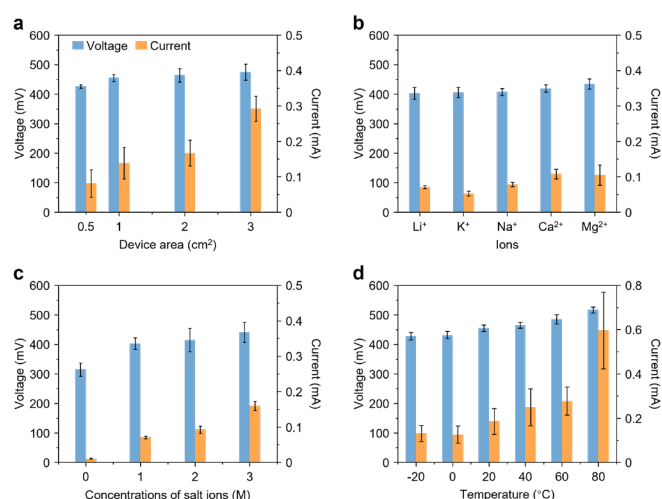 a
Voltage Current
600
500
400
300
200
100
0
Voltage (mV)
0.5
0.4
0.3
0.2
0.1
0
Current (mA)
0.5 1 2 3
Device area (cm²)
b
600
500
400
300
200
100
0
Voltage (mV)
0.5
0.4
0.3
0.2
0.1
0
Current (mA)
Li⁺ K⁺ Na⁺ Ca²⁺ Mg²⁺
Ions
c
600
500
400
300
200
100
0
Voltage (mV)
0.5
0.4
0.3
0.2
0.1
0
Current (mA)
0 1 2 3
Concentrations of salt ions (M)
d
600
500
400
300
200
100
0
Voltage (mV)
0.8
0.6
0.4
0.2
0
Current (mA)
-20 0 20 40 60 80
Temperature (°C)